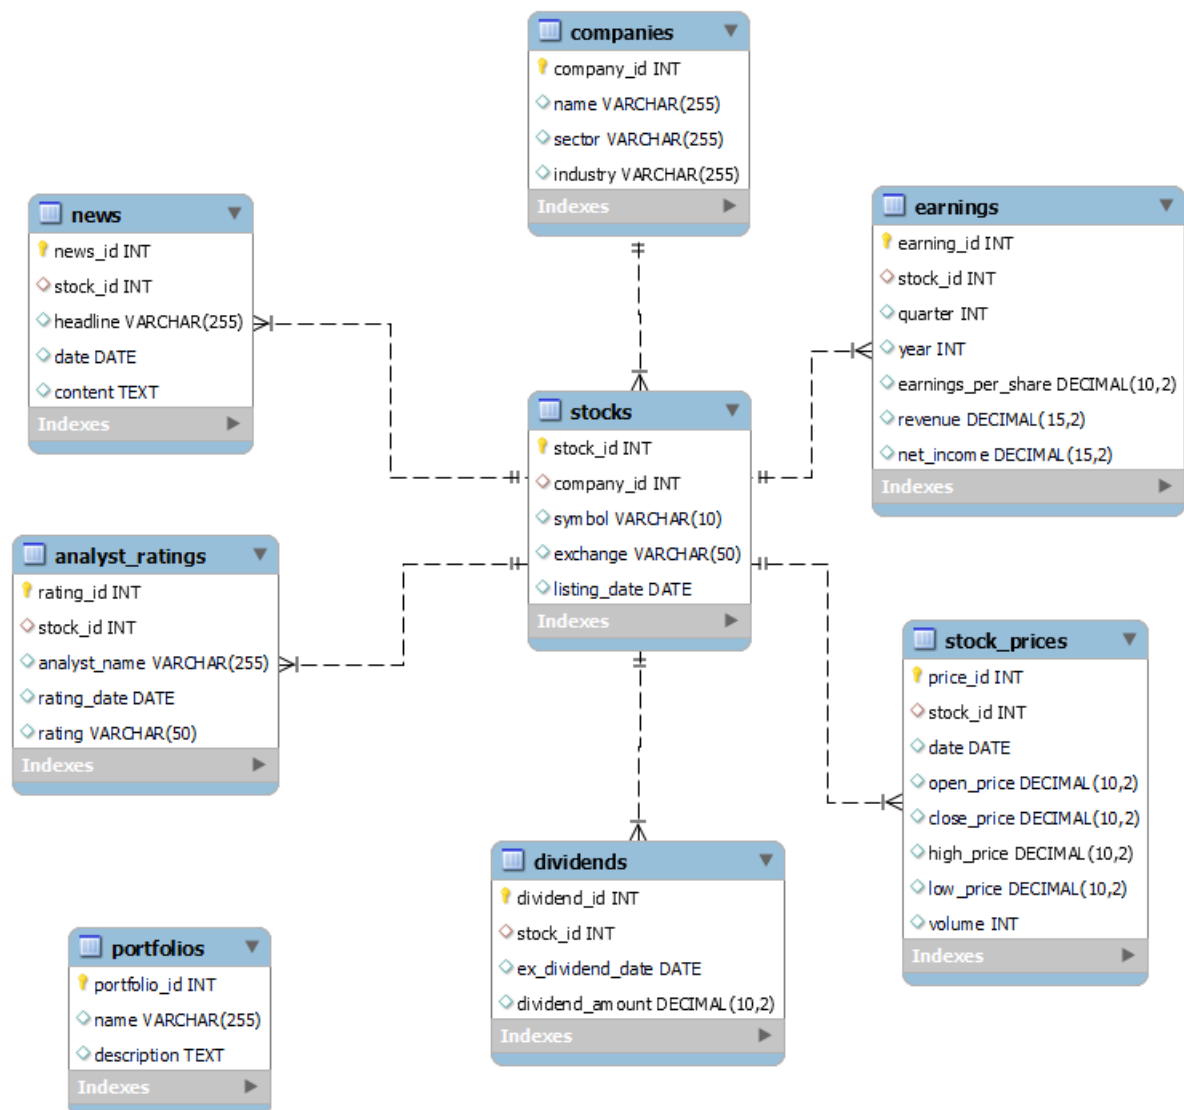 companies
company_id INT
name VARCHAR(255)
sector VARCHAR(255)
industry VARCHAR(255)
Indexes
news
news_id INT
stock_id INT
headline VARCHAR(255)
date DATE
content TEXT
Indexes
earnings
earning_id INT
stock_id INT
quarter INT
year INT
earnings_per_share DECIMAL(10,2)
revenue DECIMAL(15,2)
net_income DECIMAL(15,2)
Indexes
stocks
stock_id INT
company_id INT
symbol VARCHAR(10)
exchange VARCHAR(50)
listing_date DATE
Indexes
analyst_ratings
rating_id INT
stock_id INT
analyst_name VARCHAR(255)
rating_date DATE
rating VARCHAR(50)
Indexes
stock_prices
price_id INT
stock_id INT
date DATE
open_price DECIMAL(10,2)
close_price DECIMAL(10,2)
high_price DECIMAL(10,2)
low_price DECIMAL(10,2)
volume INT
Indexes
dividends
dividend_id INT
stock_id INT
ex_dividend_date DATE
dividend_amount DECIMAL(10,2)
Indexes
portfolios
portfolio_id INT
name VARCHAR(255)
description TEXT
Indexes